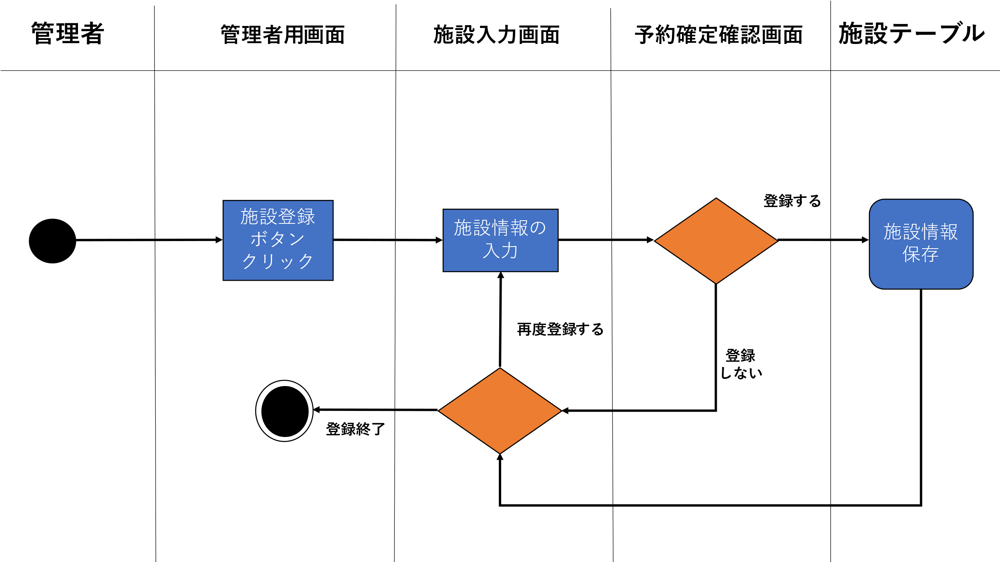 管理者
管理者用画面
施設入力画面
予約確定確認画面
施設テーブル
施設登録
ボタン
クリック
施設情報の
入力
登録する
施設情報
保存
再度登録する
登録
しない
登録終了